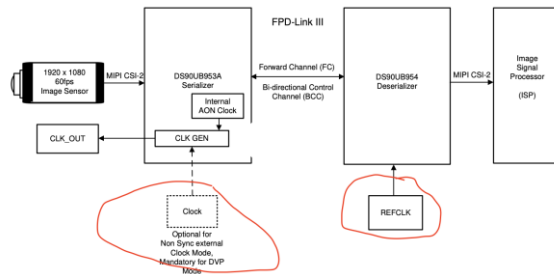 FPD-Link III
1920 x 1080
60fps
Image Sensor
MIPI CSI-2
DS90UB953A
Serializer
Internal
AON Clock
CLK GEN
CLK_OUT
Clock
Optional for
Non Sync external
Clock Mode,
Mandatory for DVP
Mode
Forward Channel (FC)
Bi-directional Control
Channel (BCC)
DS90UB954
Deserializer
REFCLK
MIPI CSI-2
Image
Signal
Processor
(ISP)